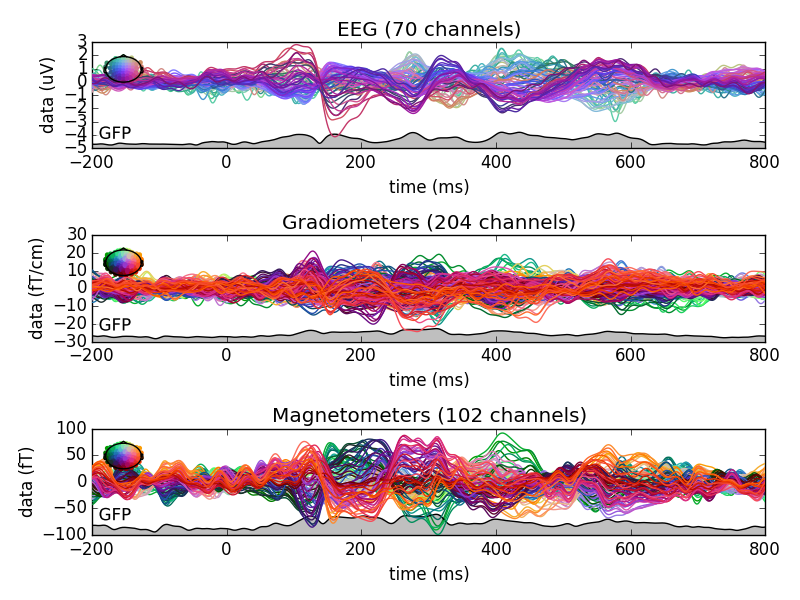 EEG (70 channels)
data (uV)
3
2
1
0
−1
−2
−3
−4
−5
GFP
−200 0 200 400 600 800
time (ms)
Gradiometers (204 channels)
data (fT/cm)
30
20
10
0
−10
−20
−30
GFP
−200 0 200 400 600 800
time (ms)
Magnetometers (102 channels)
data (fT)
100
50
0
−50
−100
GFP
−200 0 200 400 600 800
time (ms)